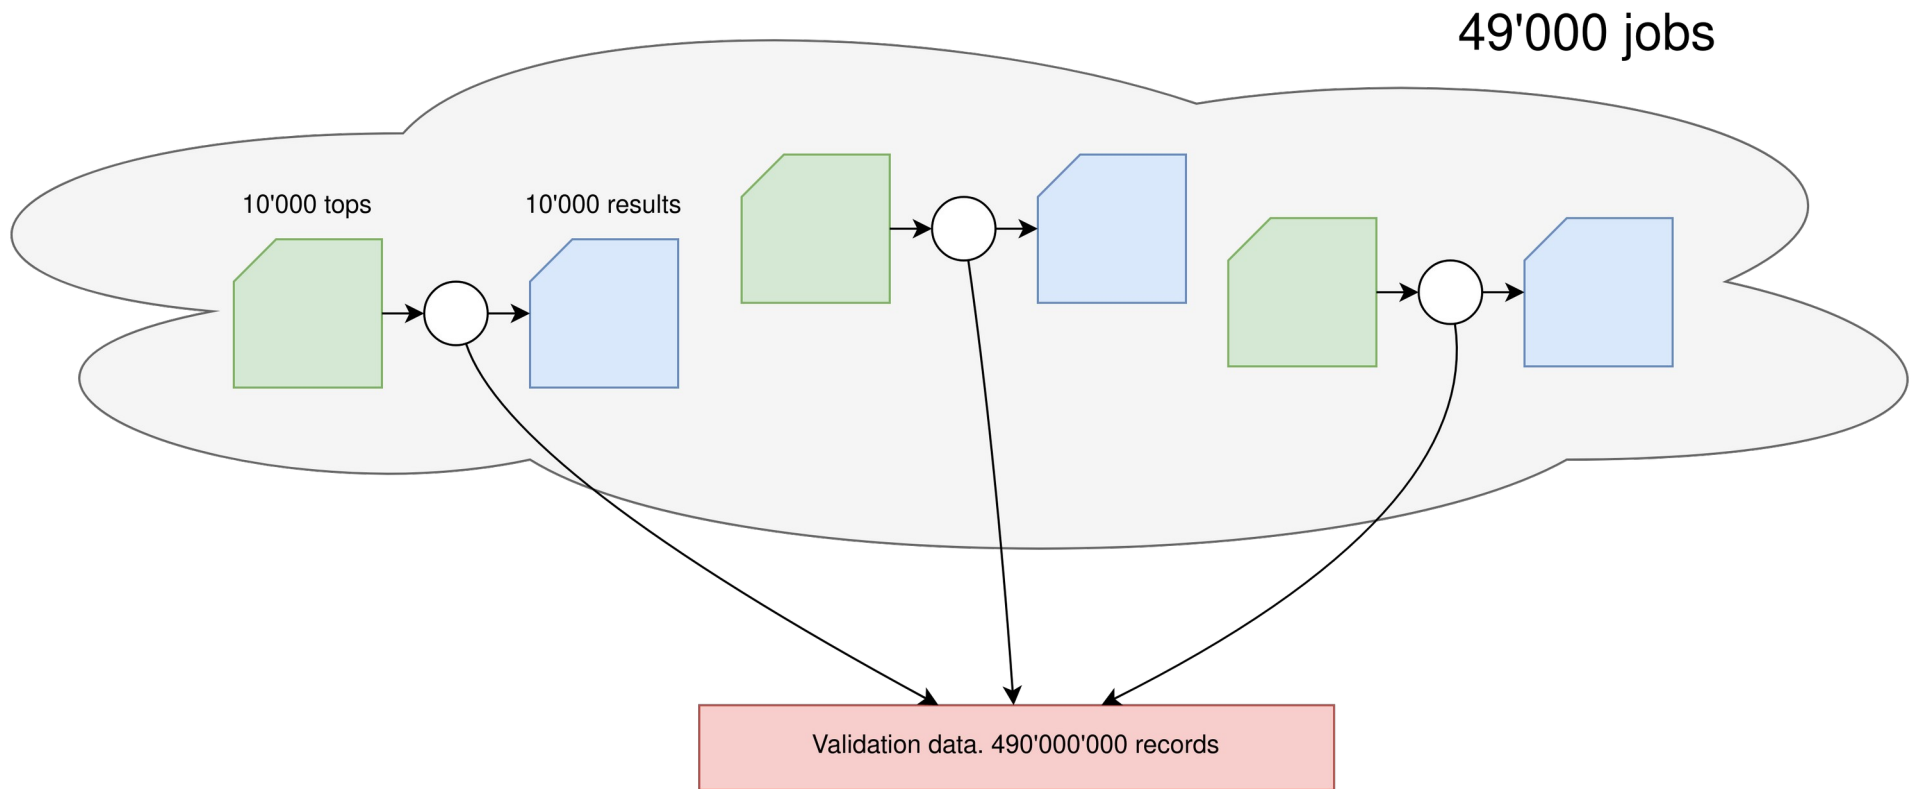 49'000 jobs
10'000 tops
10'000 results
Validation data. 490'000'000 records